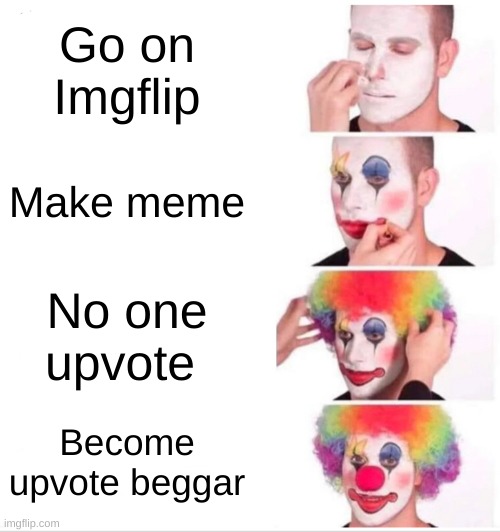 Go on
Imgflip
Make meme
No one
upvote
Become
upvote beggar
imgflip.com